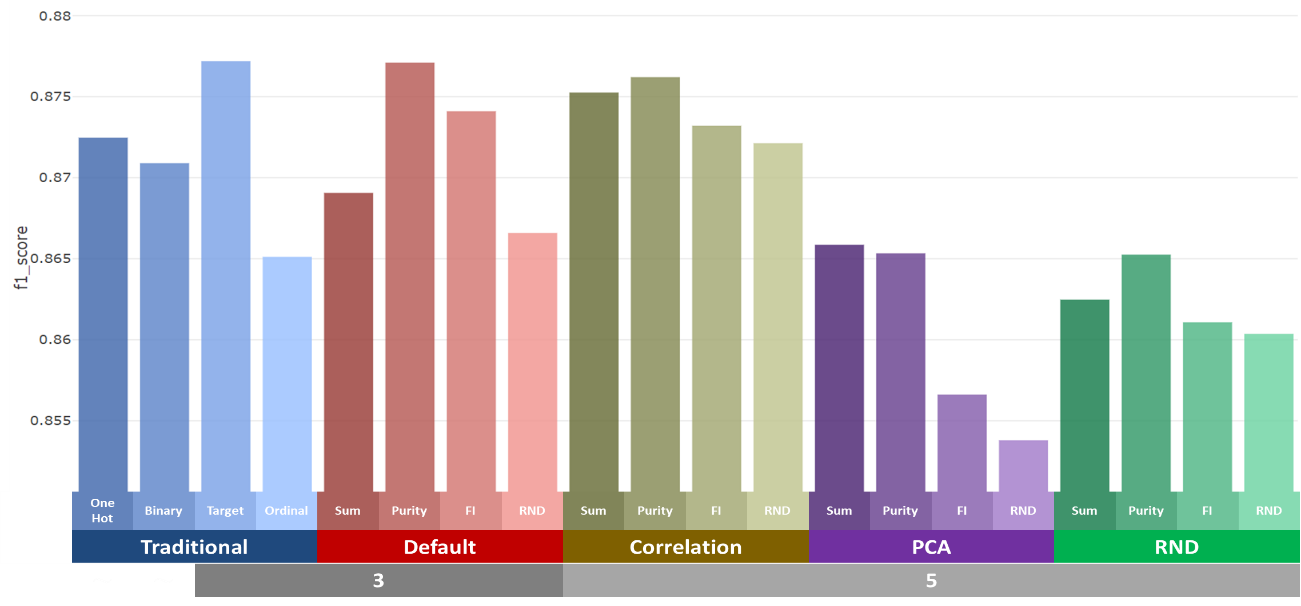 0.88
0.875
0.87
0.865
0.86
0.855
f1_score
One
Hot
Binary
Target
Ordinal
Sum
Purity
FI
RND
Sum
Purity
FI
RND
Sum
Purity
FI
RND
Sum
Purity
FI
RND
Traditional
Default
Correlation
PCA
RND
3
5